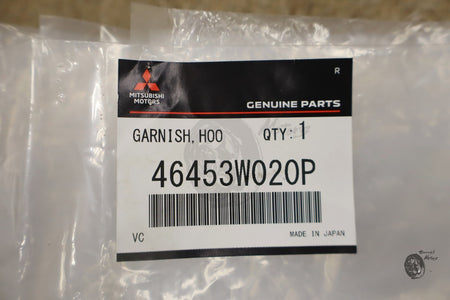 R
MITSUBISHI
MOTORS
GENUINE PARTS
GARNISH,HOO QTY:1
46453W020P
VC MADE IN JAPAN